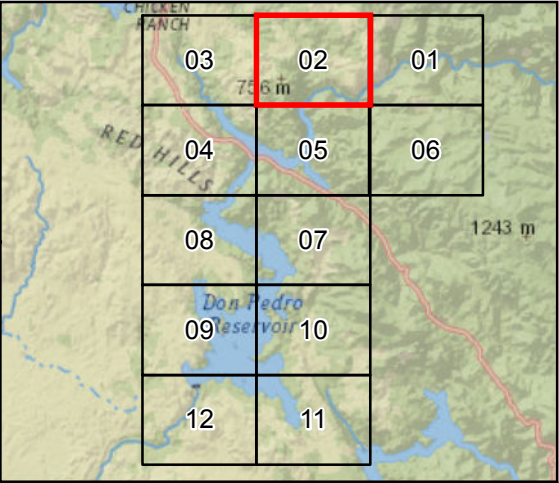 CHICKEN
RANCH
03
02
01
756 m
RED HILLS
04
05
06
08
07
1243 m
Don Pedro
Reservoir
09
10
12
11